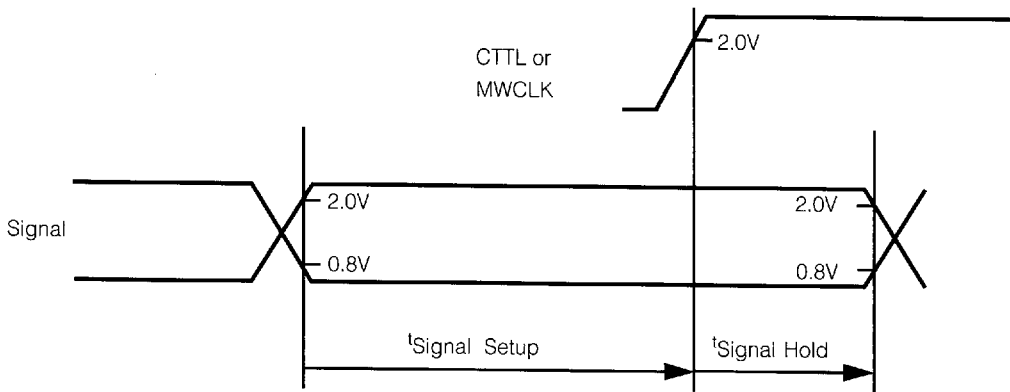 CTTL or
MWCLK
2.0V
Signal
2.0V
0.8V
2.0V
0.8V
tSignal Setup
tSignal Hold